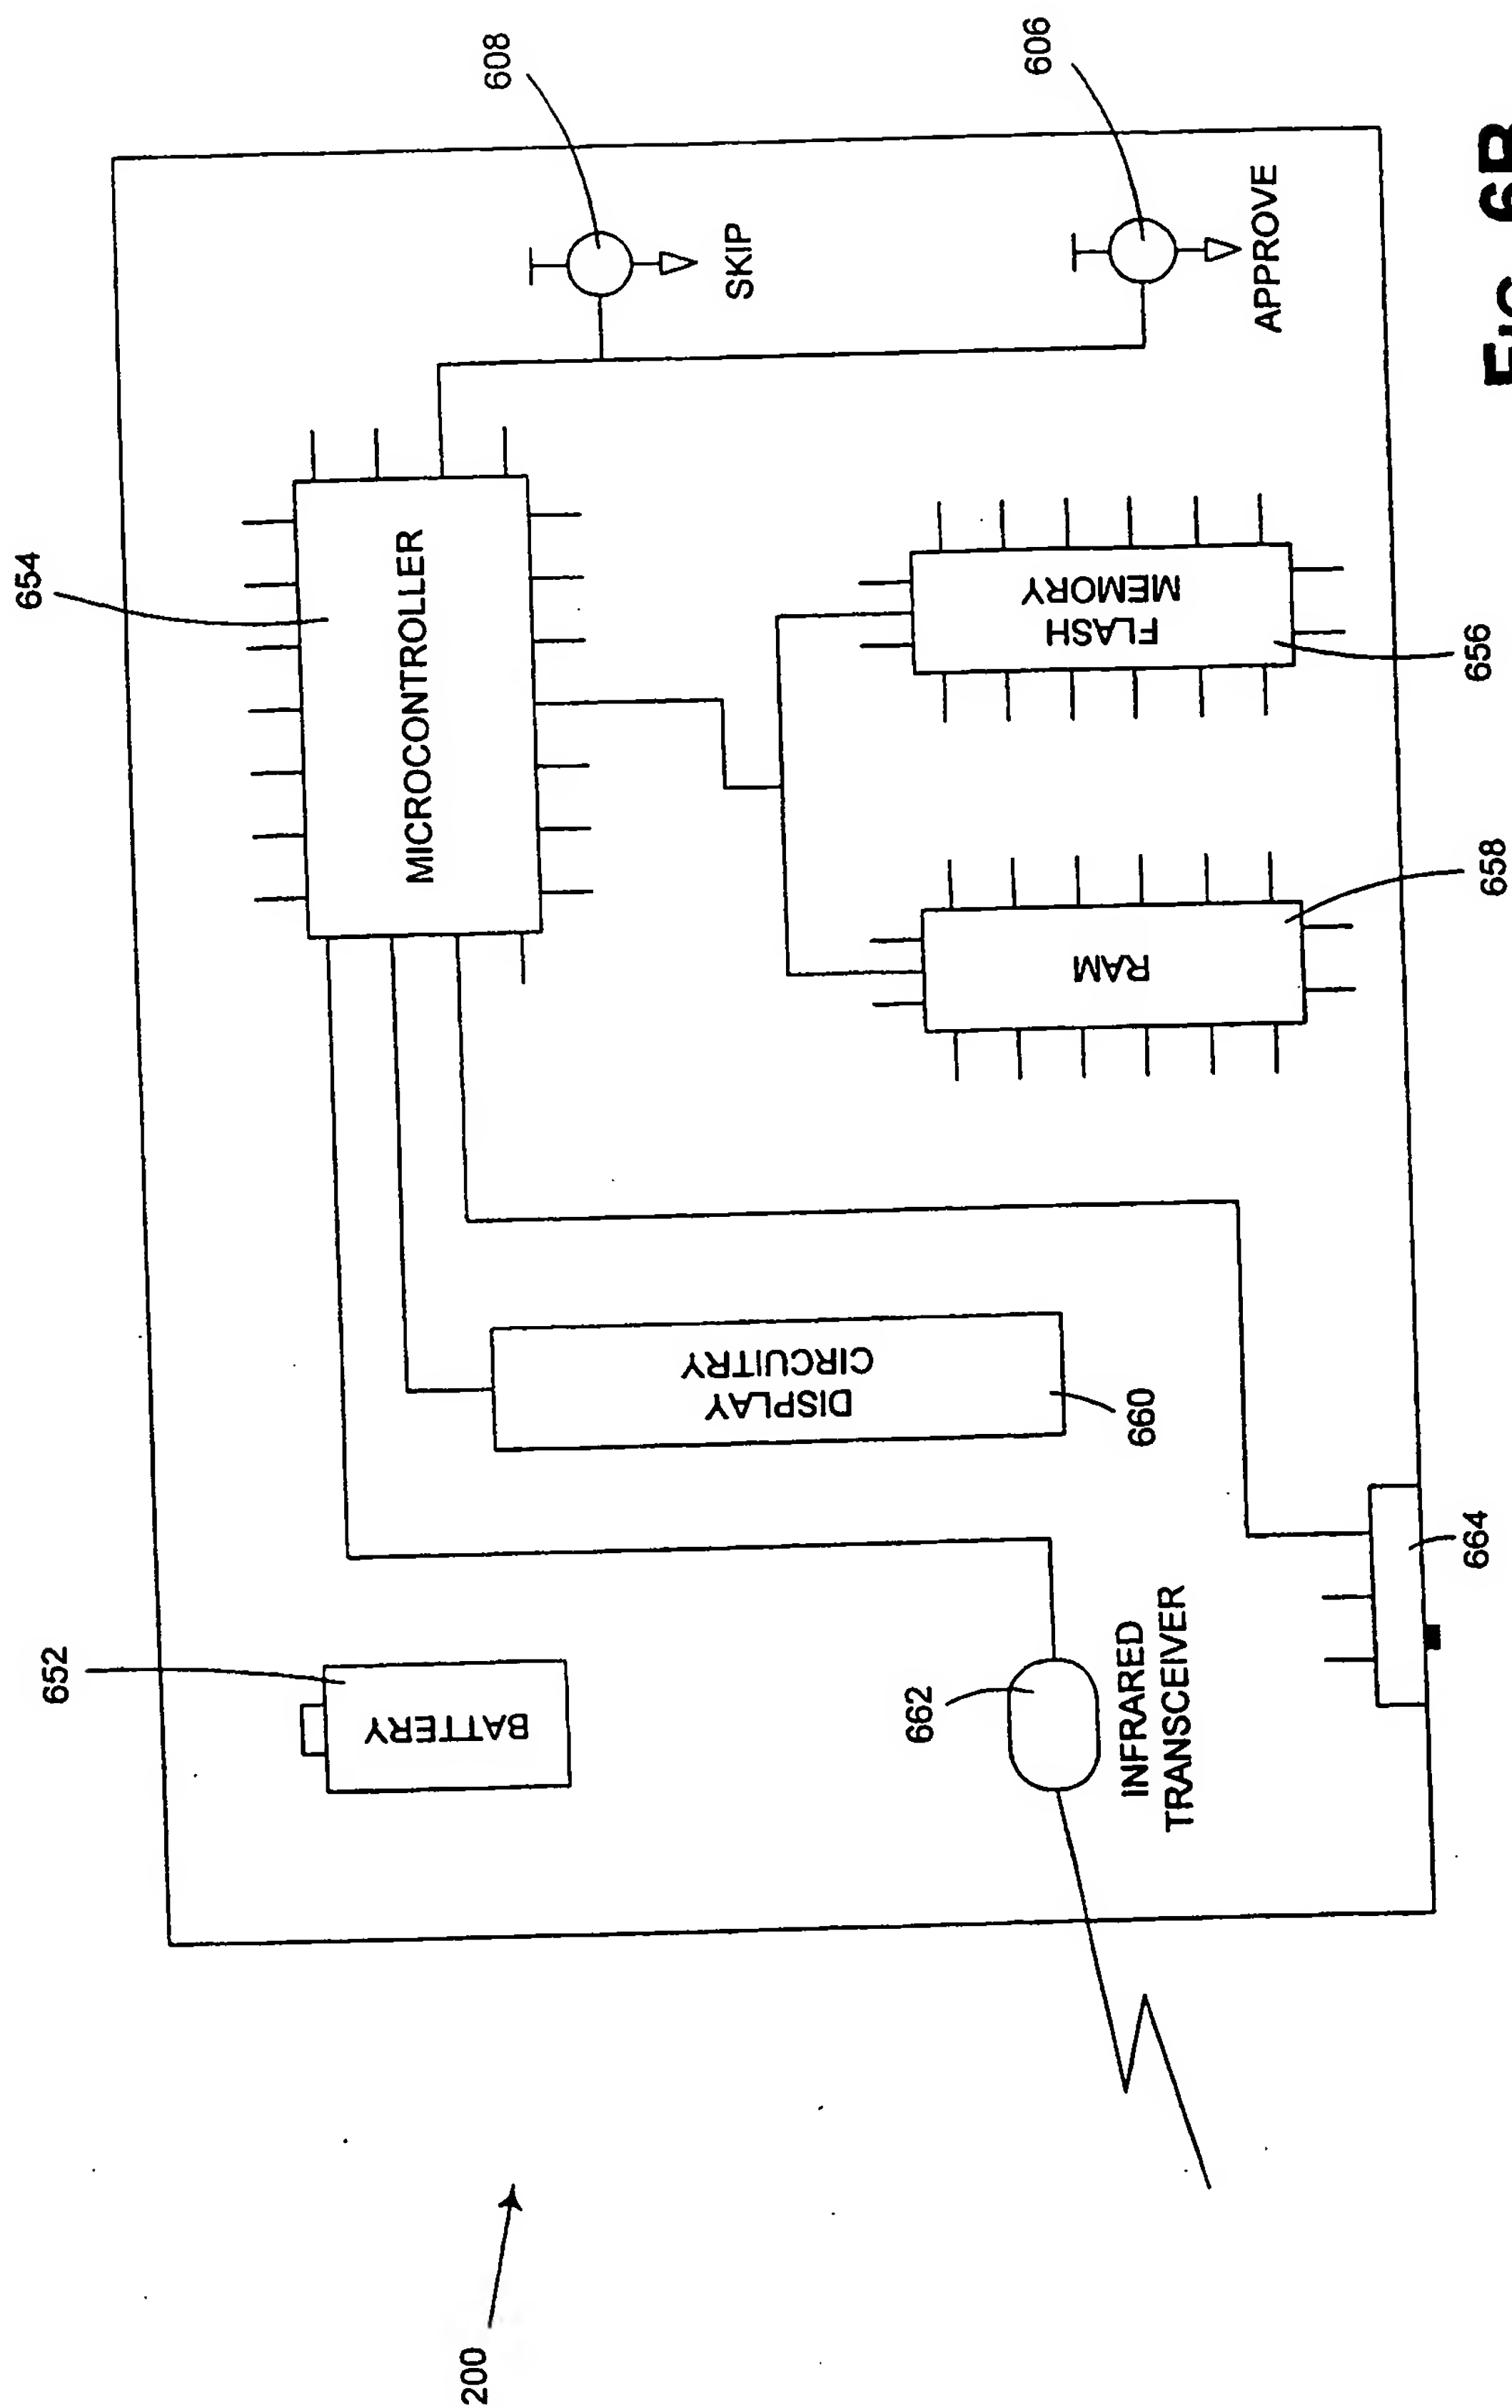 654
608
606
MICROCONTROLLER
SKIP
APPROVE
FLASH
MEMORY
656
RAM
658
DISPLAY
CIRCUITRY
660
652
BATTERY
662
INFRARED
TRANSCEIVER
664
200